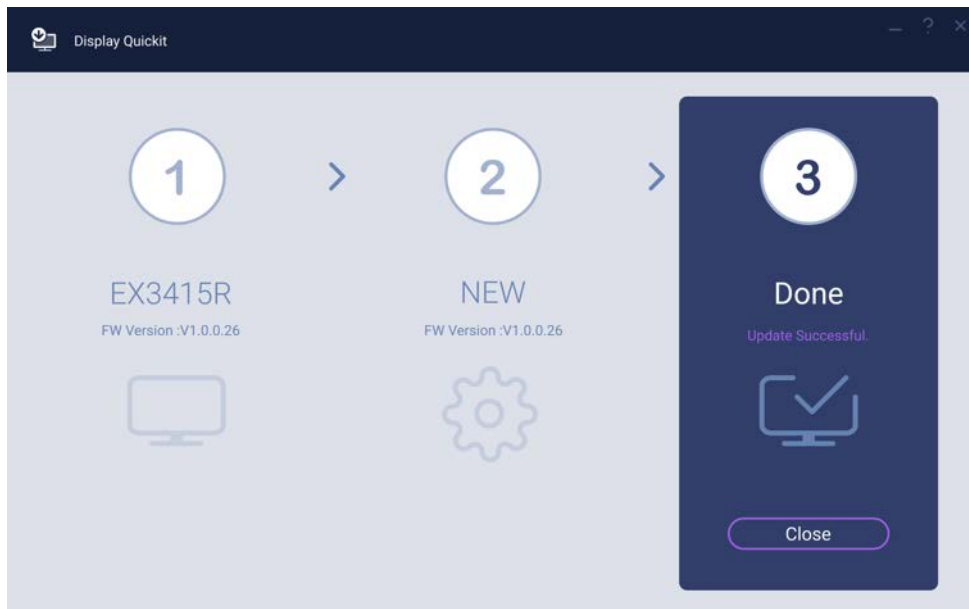 Display Quickit
?
1
2
3
EX3415R
NEW
Done
FW Version :V1.0.0.26
FW Version :V1.0.0.26
Update Successful.
Close